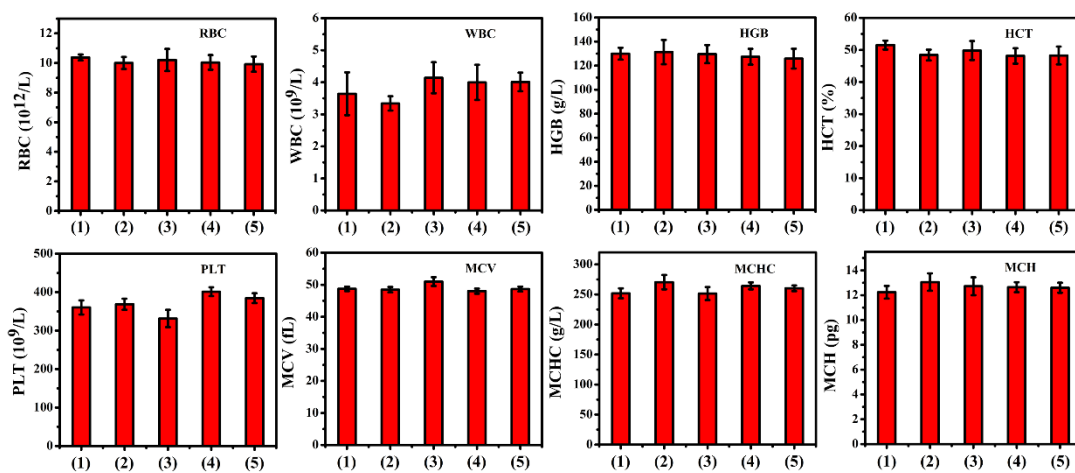 RBC
RBC (10¹²/L)
12
10
8
6
4
2
0
(1) (2) (3) (4) (5)
WBC
WBC (10⁹/L)
6
5
4
3
2
1
0
(1) (2) (3) (4) (5)
HGB
HGB (g/L)
160
140
120
100
80
60
40
20
0
(1) (2) (3) (4) (5)
HCT
HCT (%)
60
50
40
30
20
10
0
(1) (2) (3) (4) (5)
PLT
PLT (10⁹/L)
500
400
300
200
100
0
(1) (2) (3) (4) (5)
MCV
MCV (fL)
60
50
40
30
20
10
0
(1) (2) (3) (4) (5)
MCHC
MCHC (g/L)
300
250
200
150
100
50
0
(1) (2) (3) (4) (5)
MCH
MCH (pg)
14
12
10
8
6
4
2
0
(1) (2) (3) (4) (5)